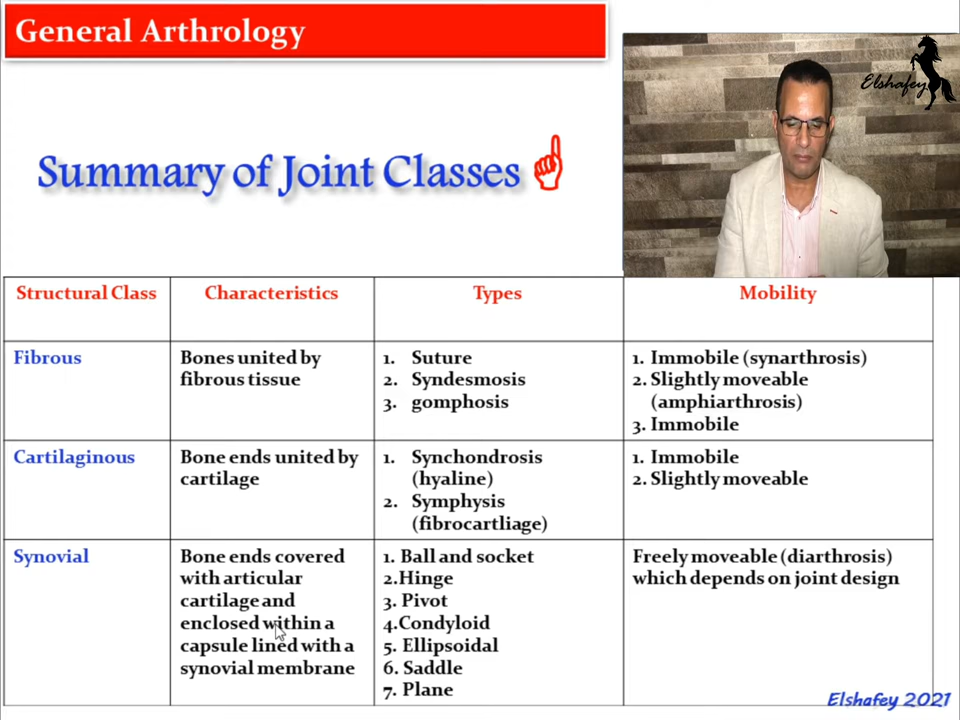 General Arthrology
Elshafey
Summary of Joint Classes
Structural Class
Characteristics
Types
Mobility
Fibrous
Bones united by
fibrous tissue
1. Suture
2. Syndesmosis
3. gomphosis
1. Immobile (synarthrosis)
2. Slightly moveable
(amphiarthrosis)
3. Immobile
Cartilaginous
Bone ends united by
cartilage
1. Synchondrosis
(hyaline)
2. Symphysis
(fibrocartliage)
1. Immobile
2. Slightly moveable
Synovial
Bone ends covered
with articular
cartilage and
enclosed within a
capsule lined with a
synovial membrane
1. Ball and socket
2.Hinge
3. Pivot
4.Condyloid
5. Ellipsoidal
6. Saddle
7. Plane
Freely moveable (diarthrosis)
which depends on joint design
Elshafey 2021